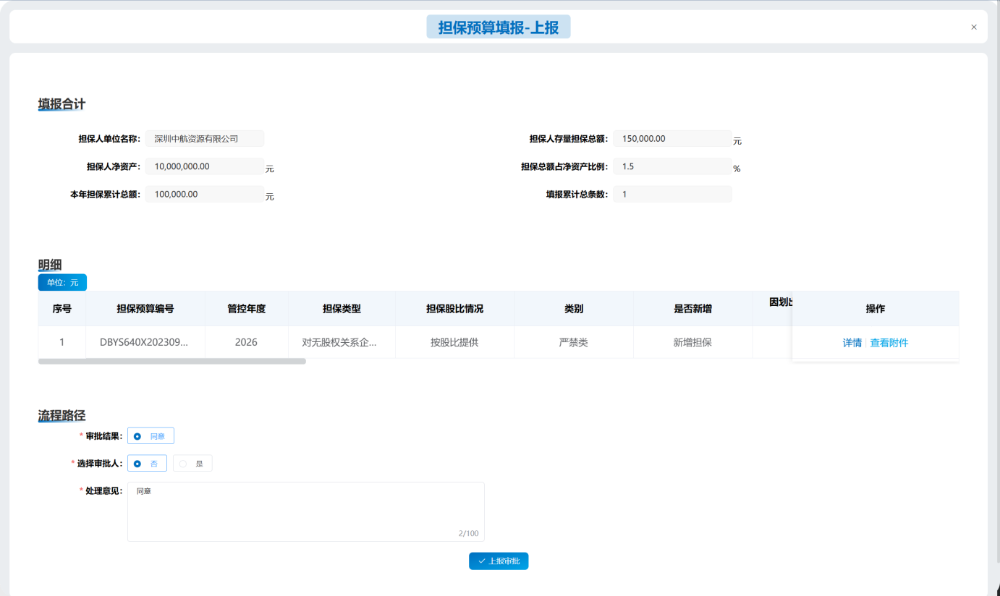 担保预算填报-上报
×
填报合计
担保人单位名称: 深圳中航资源有限公司 担保人存量担保总额: 150,000.00 元
担保人净资产: 10,000,000.00 元 担保总额占净资产比例: 1.5 %
本年担保累计总额: 100,000.00 元 填报累计总条数: 1
明细
单位: 元
序号 担保预算编号 管控年度 担保类型 担保股比情况 类别 是否新增 因划出 操作
1 DBYS640X202309... 2026 对无股权关系企... 按股比提供 严禁类 新增担保 详情 查看附件
流程路径
* 审批结果: 同意
* 选择审批人: 否 是
* 处理意见: 同意
2/100
上报审批